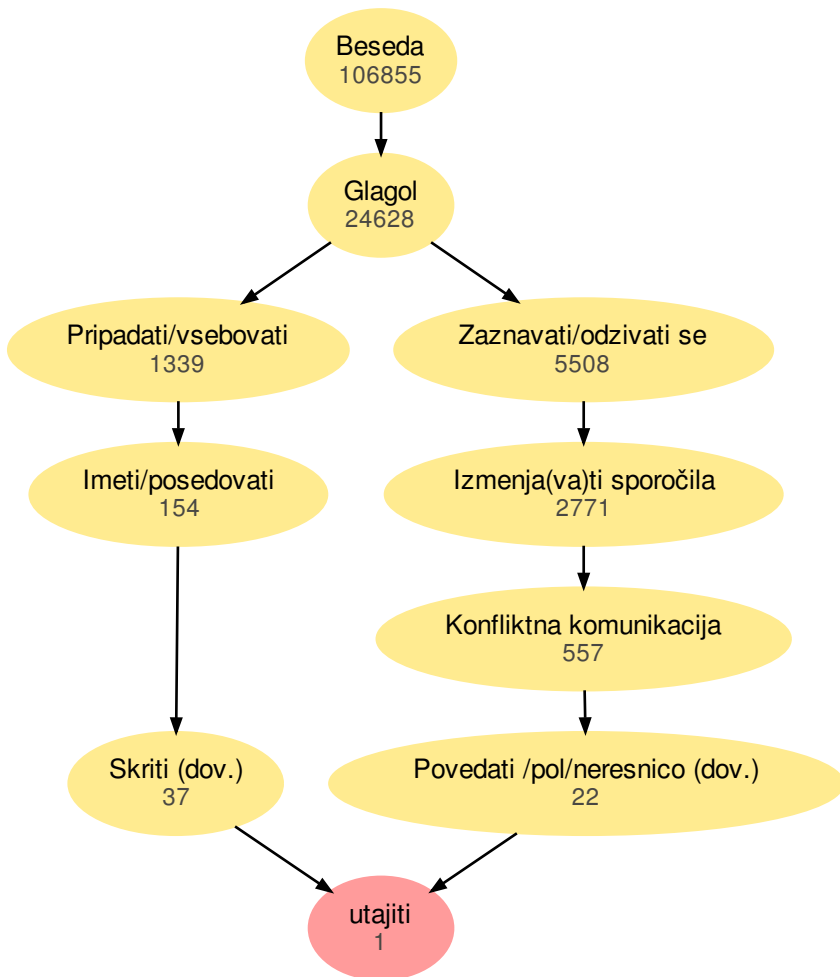 Beseda
106855
Glagol
24628
Pripadati/vsebovati
1339
Zaznavati/odzivati se
5508
Imeti/posedovati
154
Izmenja(va)ti sporočila
2771
Konfliktna komunikacija
557
Skriti (dov.)
37
Povedati /pol/neresnico (dov.)
22
utajiti
1